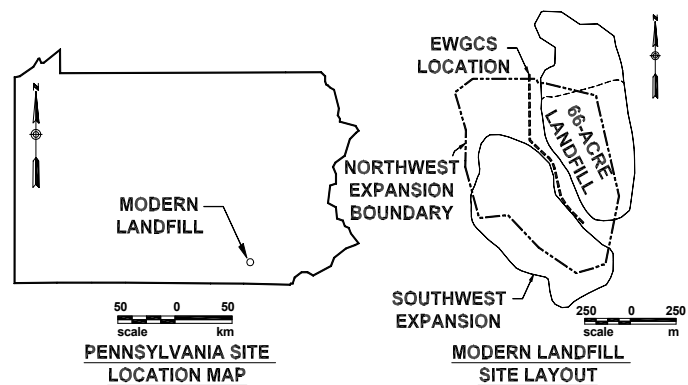 N
MODERN
LANDFILL
50 0 50
scale km
PENNSYLVANIA SITE
LOCATION MAP
EWGCS
LOCATION
N
66-ACRE
LANDFILL
NORTHWEST
EXPANSION
BOUNDARY
SOUTHWEST
EXPANSION
250 0 250
scale m
MODERN LANDFILL
SITE LAYOUT